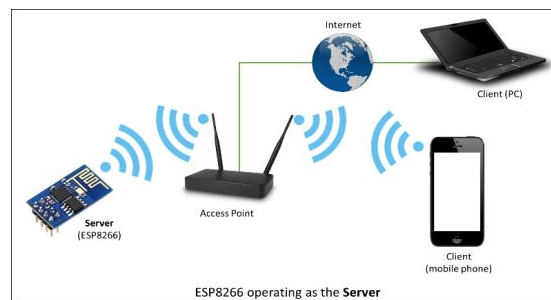 Internet
Client (PC)
Access Point
Server
(ESP8266)
Client
(mobile phone)
ESP8266 operating as the Server